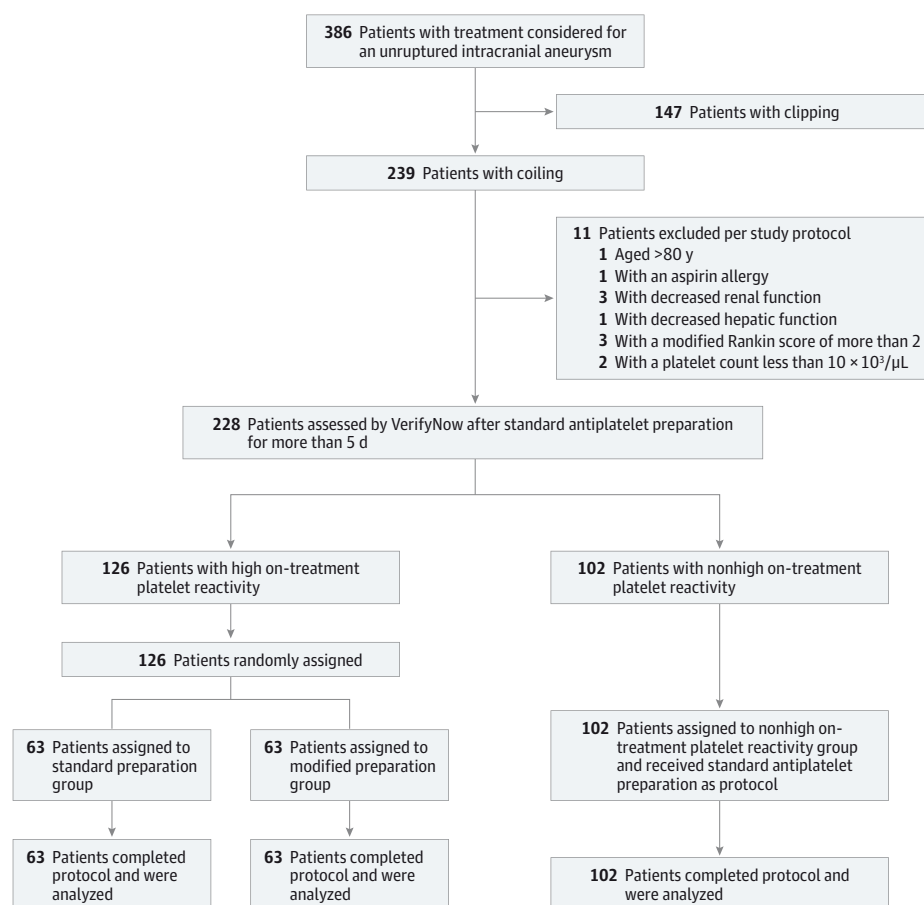 386 Patients with treatment considered for
an unruptured intracranial aneurysm
147 Patients with clipping
239 Patients with coiling
11 Patients excluded per study protocol
1 Aged >80 y
1 With an aspirin allergy
3 With decreased renal function
1 With decreased hepatic function
3 With a modified Rankin score of more than 2
2 With a platelet count less than 10 × 10³/μL
228 Patients assessed by VerifyNow after standard antiplatelet preparation
for more than 5 d
126 Patients with high on-treatment
platelet reactivity
102 Patients with nonhigh on-treatment
platelet reactivity
126 Patients randomly assigned
63 Patients assigned to
standard preparation
group
63 Patients assigned to
modified preparation
group
102 Patients assigned to nonhigh on-
treatment platelet reactivity group
and received standard antiplatelet
preparation as protocol
63 Patients completed
protocol and were
analyzed
63 Patients completed
protocol and were
analyzed
102 Patients completed protocol and
were analyzed